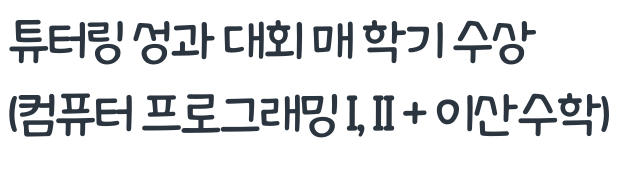 튜터링 성과 대회 매 학기 수상
(컴퓨터 프로그래밍 I, II + 이산수학)